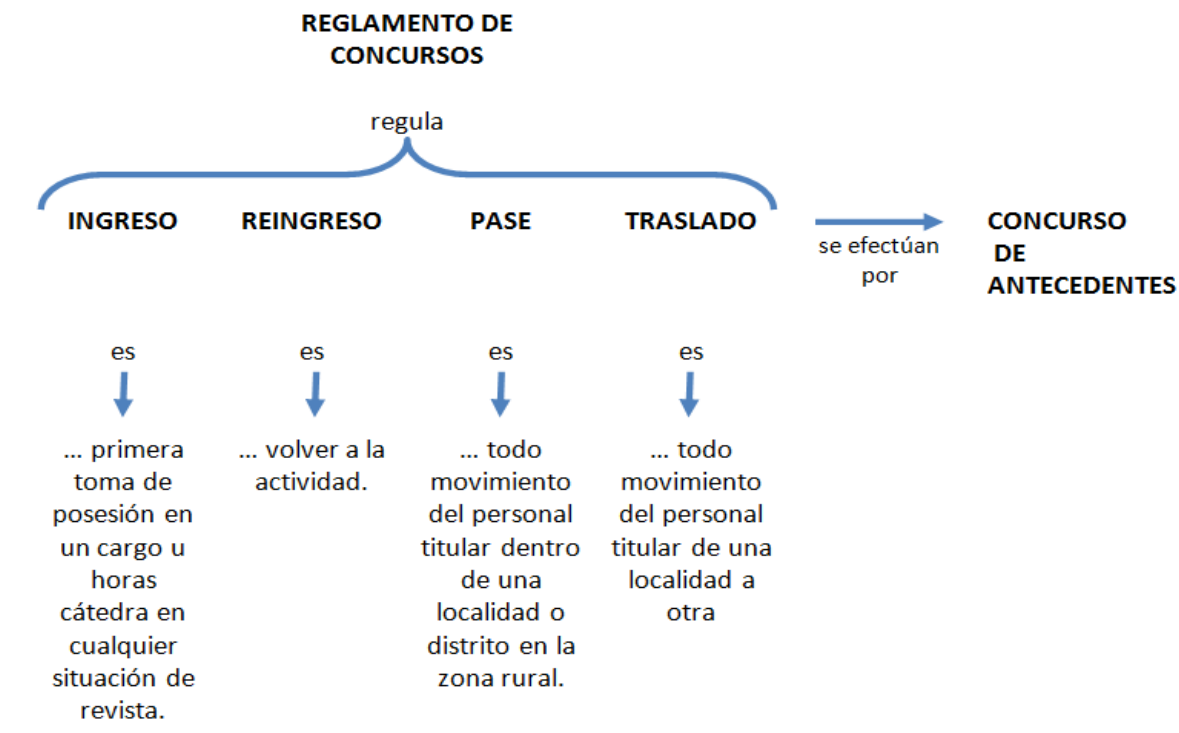 REGLAMENTO DE
CONCURSOS
regula
INGRESO
REINGRESO
PASE
TRASLADO
se efectúan
por
CONCURSO
DE
ANTECEDENTES
es
... primera
toma de
posesión en
un cargo u
horas
cátedra en
cualquier
situación de
revista.
es
... volver a la
actividad.
es
... todo
movimiento
del personal
titular dentro
de una
localidad o
distrito en la
zona rural.
es
... todo
movimiento
del personal
titular de una
localidad a
otra